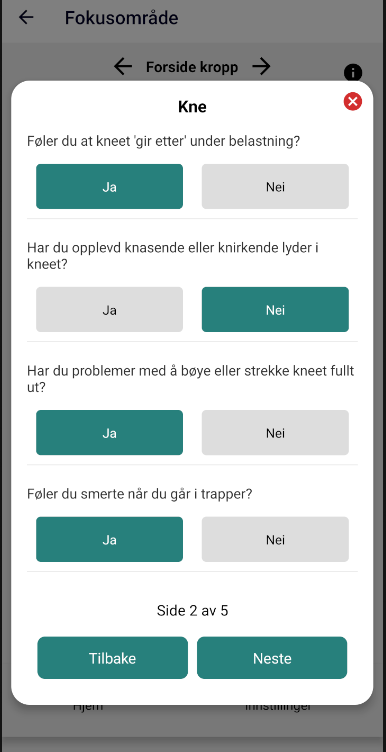 Fokusområde
Forside kropp
Kne
Føler du at kneet 'gir etter' under belastning?
Ja Nei
Har du opplevd knasende eller knirkende lyder i
kneet?
Ja Nei
Har du problemer med å bøye eller strekke kneet fullt
ut?
Ja Nei
Føler du smerte når du går i trapper?
Ja Nei
Side 2 av 5
Tilbake Neste
Hjem Innstillinger